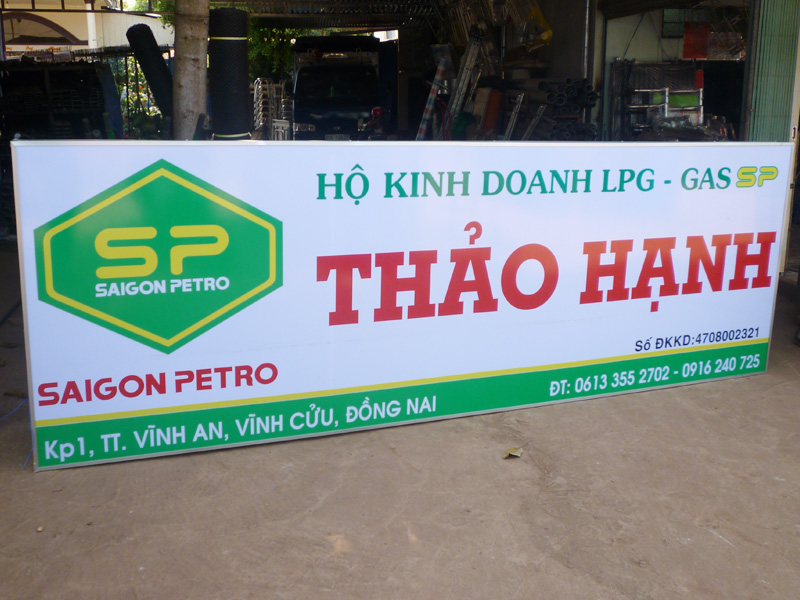 HỘ KINH DOANH LPG - GAS SP
SP
SAIGON PETRO
THẢO HẠNH
Số ĐKKD:4708002321
SAIGON PETRO
Kp1, TT. VĨNH AN, VĨNH CỬU, ĐỒNG NAI
ĐT: 0613 355 2702 - 0916 240 725